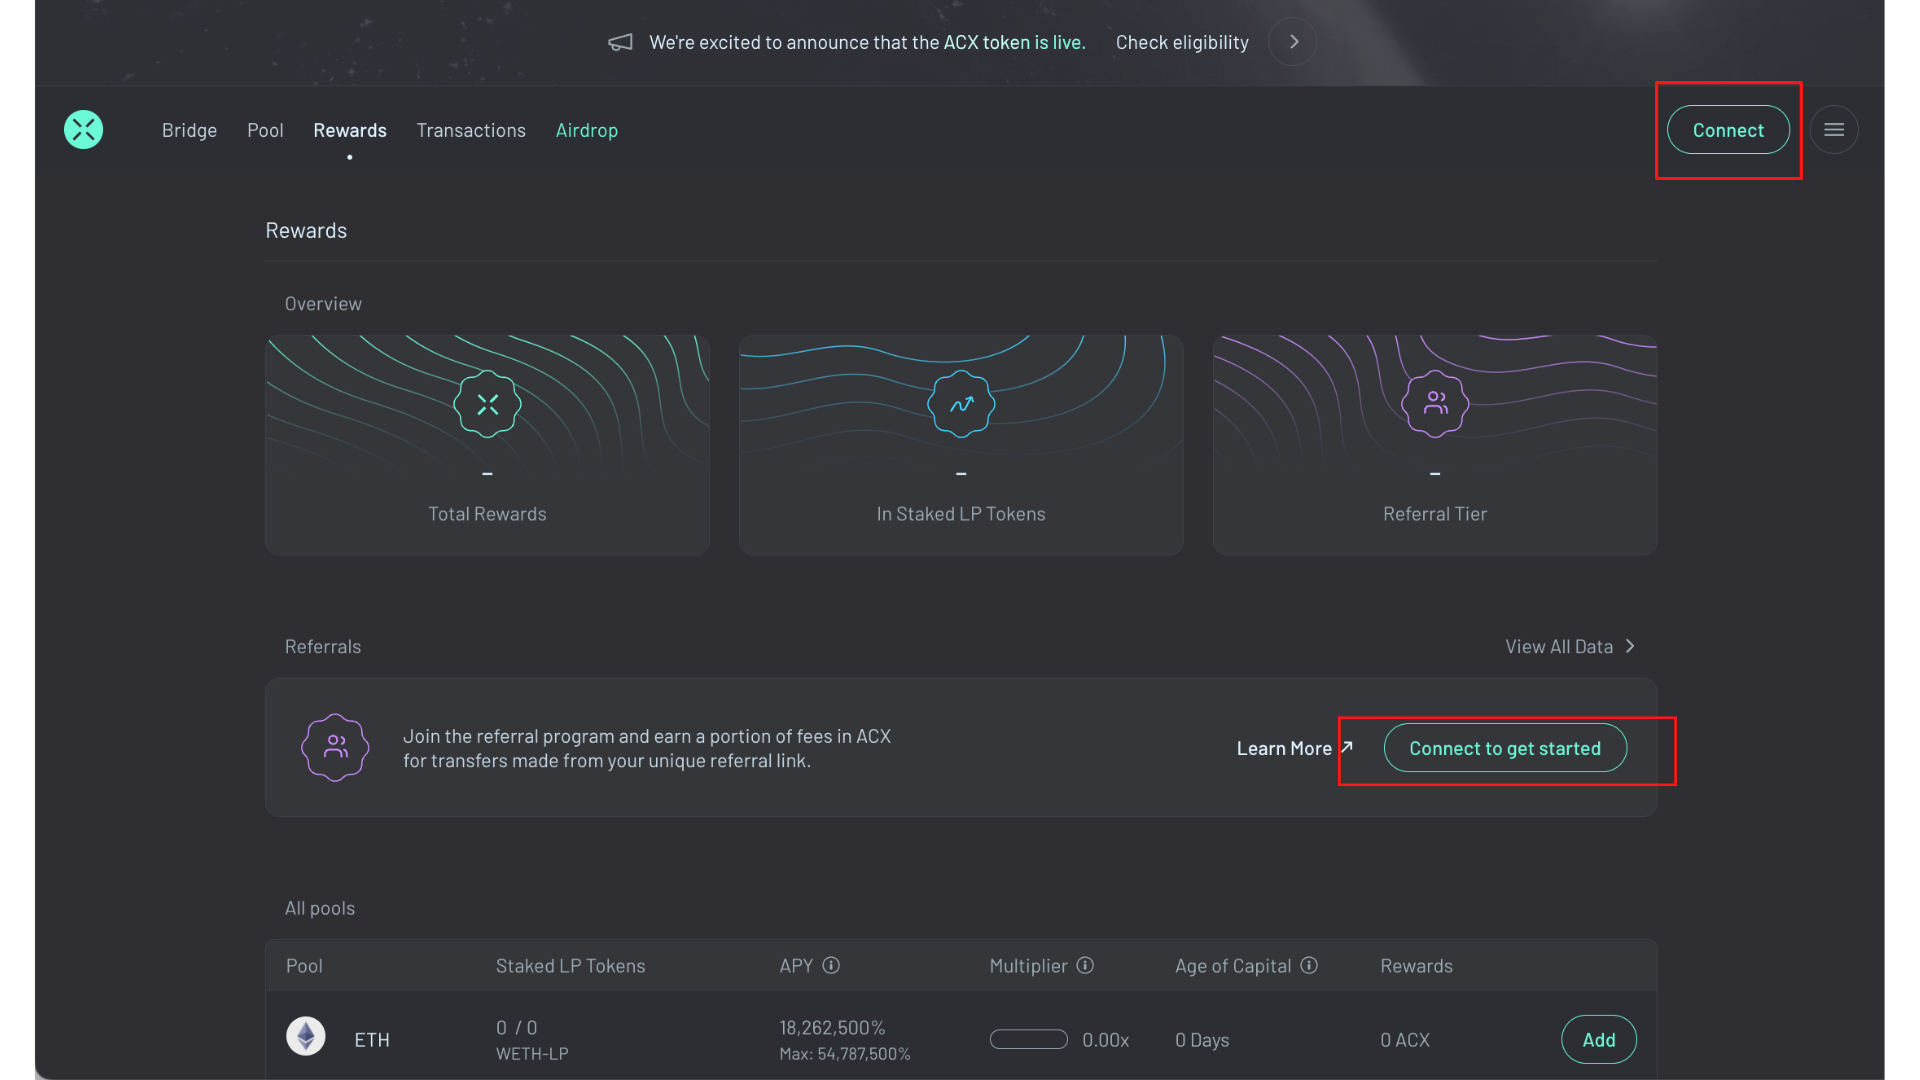 We're excited to announce that the ACX token is live. Check eligibility
Bridge Pool Rewards Transactions Airdrop Connect
Rewards
Overview
– – –
Total Rewards In Staked LP Tokens Referral Tier
Referrals View All Data
Join the referral program and earn a portion of fees in ACX
for transfers made from your unique referral link.
Learn More Connect to get started
All pools
Pool Staked LP Tokens APY Multiplier Age of Capital Rewards
ETH 0 / 0 18,262,500% 0.00x 0 Days 0 ACX Add
WETH-LP Max: 54,787,500%